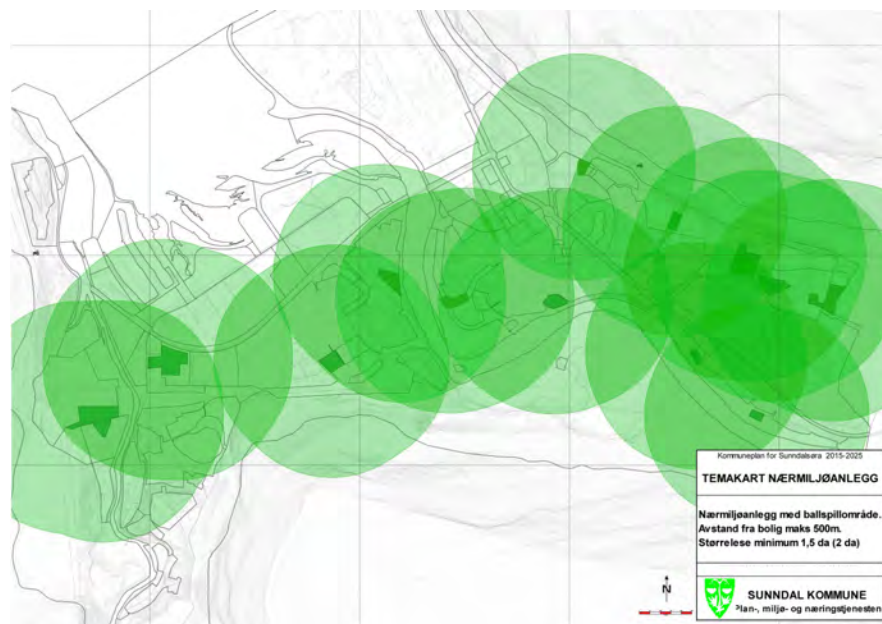 Kommuneplan for Sunndalsøra 2015-2025
TEMAKART NÆRMILJØANLEGG
Nærmiljøanlegg med ballspillområde.
Avstand fra bolig maks 500m.
Størrelese minimum 1,5 da (2 da)
N
SUNNDAL KOMMUNE
Plan-, miljø- og næringstjenesten